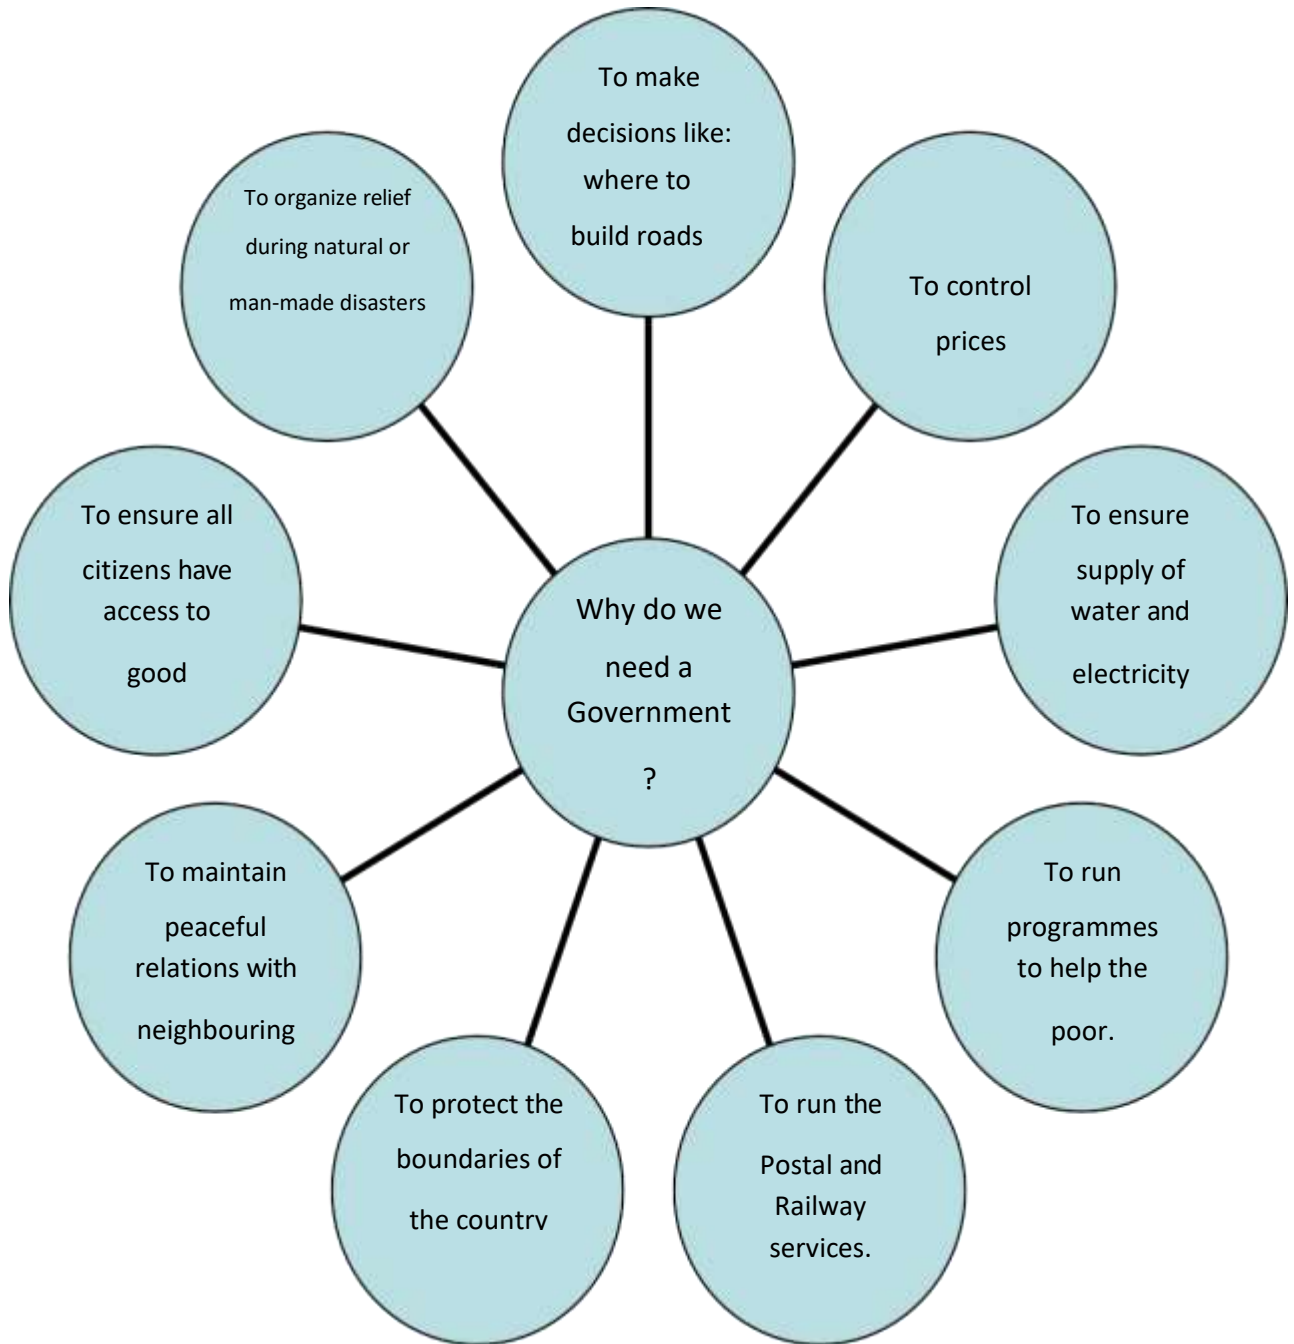 To make
decisions like:
where to
build roads
To control
prices
To ensure
supply of
water and
electricity
To run
programmes
to help the
poor.
To run the
Postal and
Railway
services.
To protect the
boundaries of
the country
To maintain
peaceful
relations with
neighbouring
To ensure all
citizens have
access to
good
To organize relief
during natural or
man-made disasters
Why do we
need a
Government
?